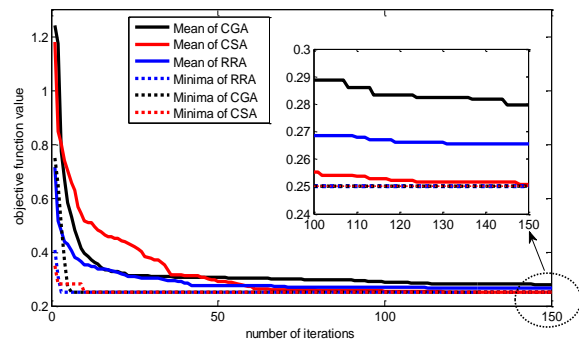 objective function value
1.2
1
0.8
0.6
0.4
0.2
0
50
100
150
number of iterations
Mean of CGA
Mean of CSA
Mean of RRA
Minima of RRA
Minima of CGA
Minima of CSA
0.3
0.29
0.28
0.27
0.26
0.25
0.24
100
110
120
130
140
150